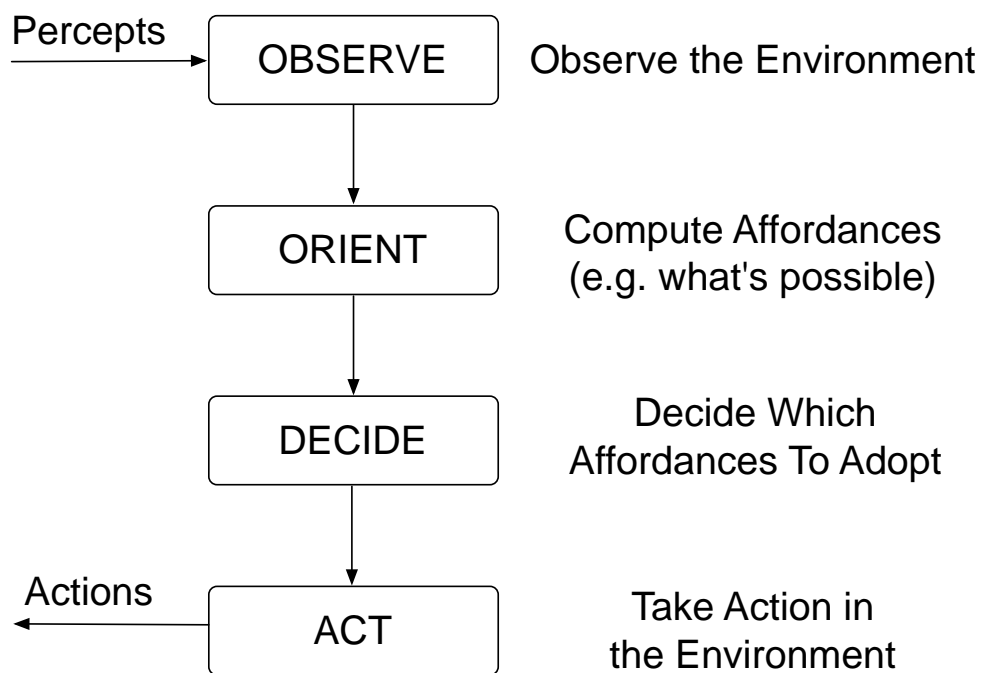 Percepts
OBSERVE
Observe the Environment
ORIENT
Compute Affordances
(e.g. what's possible)
DECIDE
Decide Which
Affordances To Adopt
Actions
ACT
Take Action in
the Environment